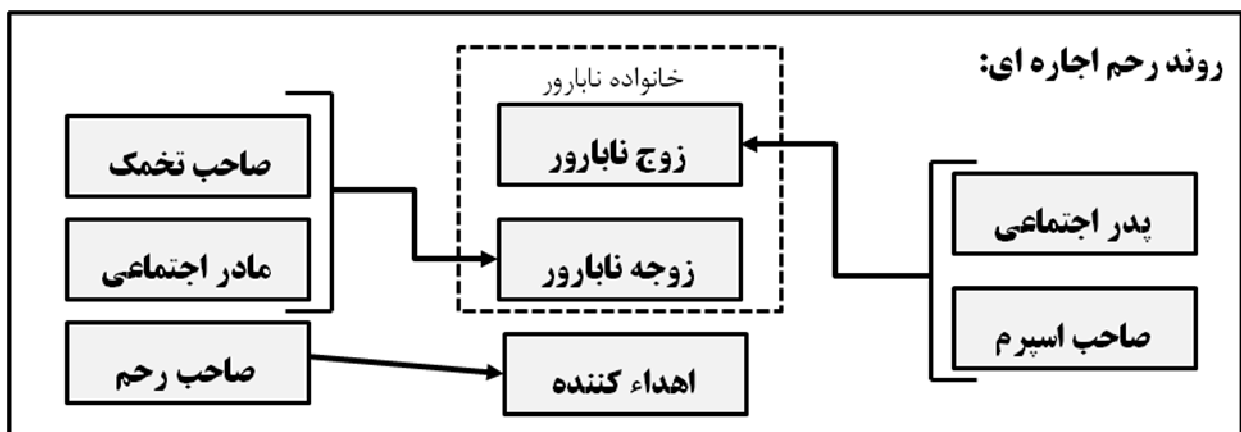 روند رحم اجاره ای:
خانواده نابارور
زوج نابارور
زوجه نابارور
اهداء کننده
پدر اجتماعی
صاحب اسپرم
صاحب تخمک
مادر اجتماعی
صاحب رحم